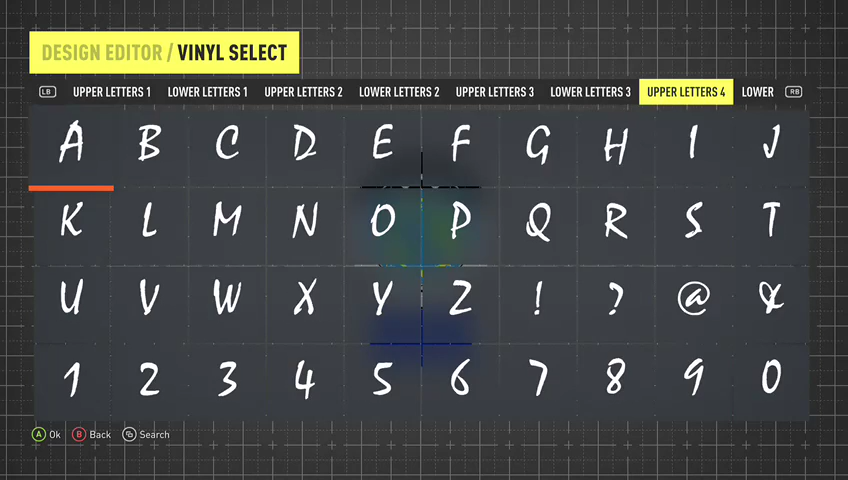 DESIGN EDITOR / VINYL SELECT
LB UPPER LETTERS 1 LOWER LETTERS 1 UPPER LETTERS 2 LOWER LETTERS 2 UPPER LETTERS 3 LOWER LETTERS 3 UPPER LETTERS 4 LOWER RB
A B C D E F G H I J
K L M N O P Q R S T
U V W X Y Z ! ? @ &
1 2 3 4 5 6 7 8 9 0
A Ok B Back Search